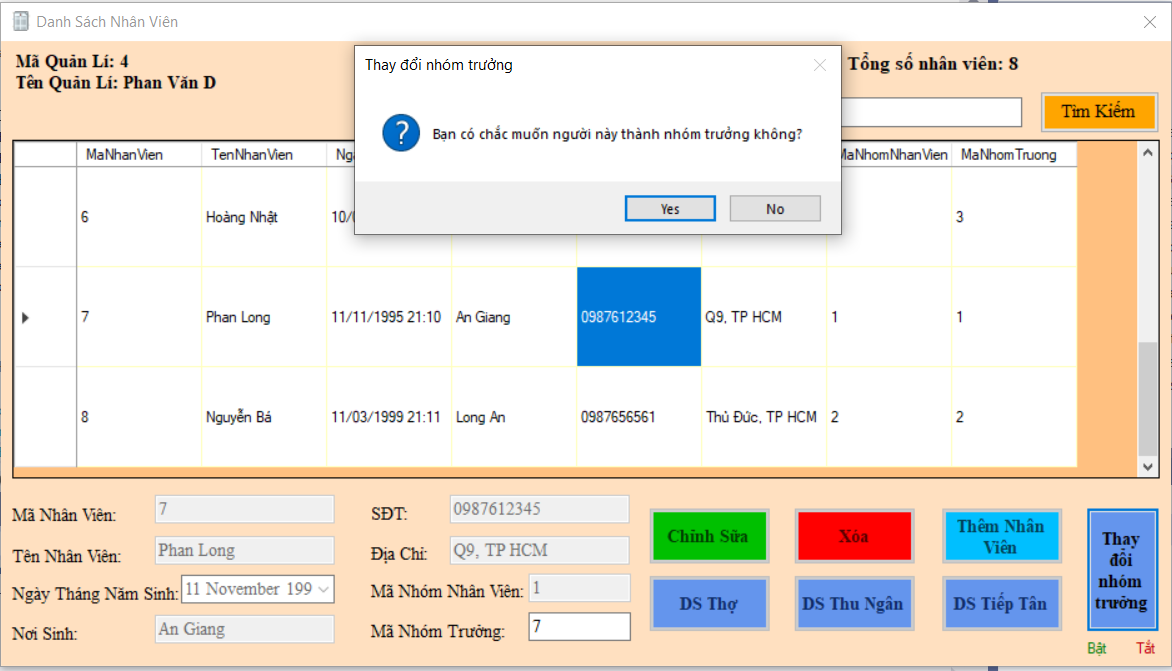 Danh Sách Nhân Viên
Mã Quản Lí: 4
Tên Quản Lí: Phan Văn D
Thay đổi nhóm trưởng
Bạn có chắc muốn người này thành nhóm trưởng không?
Yes No
Tổng số nhân viên: 8
Tìm Kiếm
MaNhanVien TenNhanVien MaNhomNhanVien MaNhomTruong
6 Hoàng Nhật 3
7 Phan Long 11/11/1995 21:10 An Giang 0987612345 Q9, TP HCM 1 1
8 Nguyễn Bá 11/03/1999 21:11 Long An 0987656561 Thủ Đức, TP HCM 2 2
Mã Nhân Viên: 7
Tên Nhân Viên: Phan Long
Ngày Tháng Năm Sinh: 11 November 199
Nơi Sinh: An Giang
SĐT: 0987612345
Địa Chỉ: Q9, TP HCM
Mã Nhóm Nhân Viên: 1
Mã Nhóm Trưởng: 7
Chỉnh Sữa
Xóa
Thêm Nhân
Viên
DS Thợ
DS Thu Ngân
DS Tiếp Tân
Thay
đổi
nhóm
trưởng
Bật Tắt